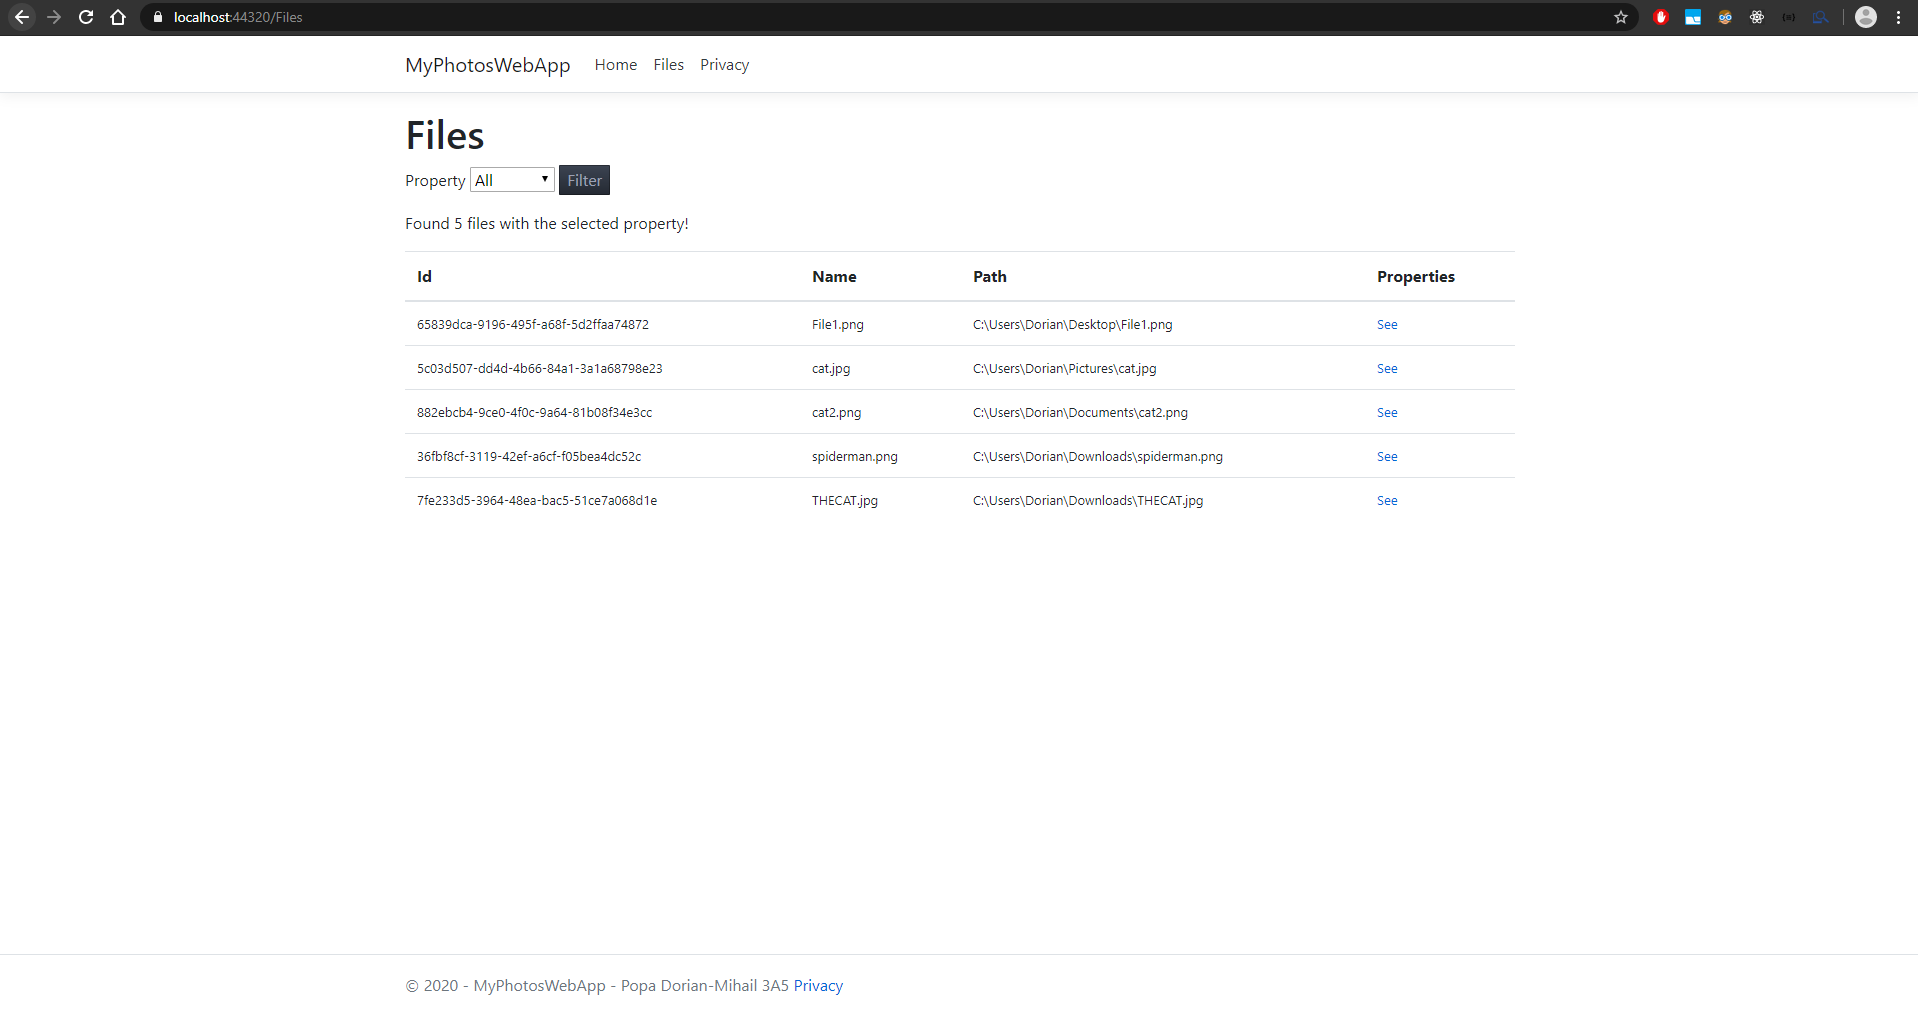 localhost:44320/Files
MyPhotosWebApp Home Files Privacy
Files
Property All Filter
Found 5 files with the selected property!
Id Name Path Properties
65839dca-9196-495f-a68f-5d2ffaa74872 File1.png C:\Users\Dorian\Desktop\File1.png See
5c03d507-dd4d-4b66-84a1-3a1a68798e23 cat.jpg C:\Users\Dorian\Pictures\cat.jpg See
882ebcb4-9ce0-4f0c-9a64-81b08f34e3cc cat2.png C:\Users\Dorian\Documents\cat2.png See
36fbf8cf-3119-42ef-a6cf-f05bea4dc52c spiderman.png C:\Users\Dorian\Downloads\spiderman.png See
7fe233d5-3964-48ea-bac5-51ce7a068d1e THECAT.jpg C:\Users\Dorian\Downloads\THECAT.jpg See
© 2020 - MyPhotosWebApp - Popa Dorian-Mihail 3A5 Privacy